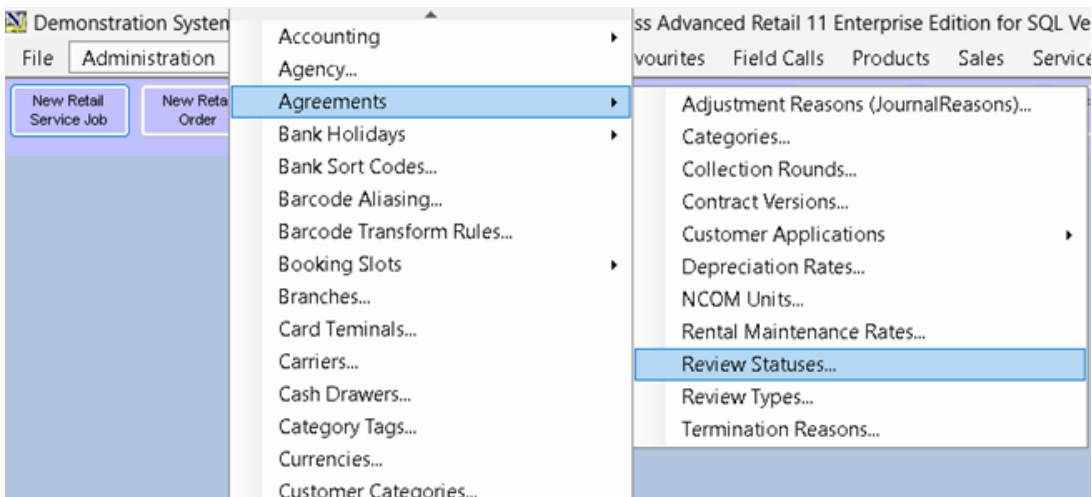 Demonstration System
ss Advanced Retail 11 Enterprise Edition for SQL Ve
File Administration
vourites Field Calls Products Sales Service
New Retail
Service Job
New Reta
Order
Accounting
Agency...
Agreements
Bank Holidays
Bank Sort Codes...
Barcode Aliasing...
Barcode Transform Rules...
Booking Slots
Branches...
Card Teminals...
Carriers...
Cash Drawers...
Category Tags...
Currencies...
Customer Categories...
Adjustment Reasons (JournalReasons)...
Categories...
Collection Rounds...
Contract Versions...
Customer Applications
Depreciation Rates...
NCOM Units...
Rental Maintenance Rates...
Review Statuses...
Review Types...
Termination Reasons...